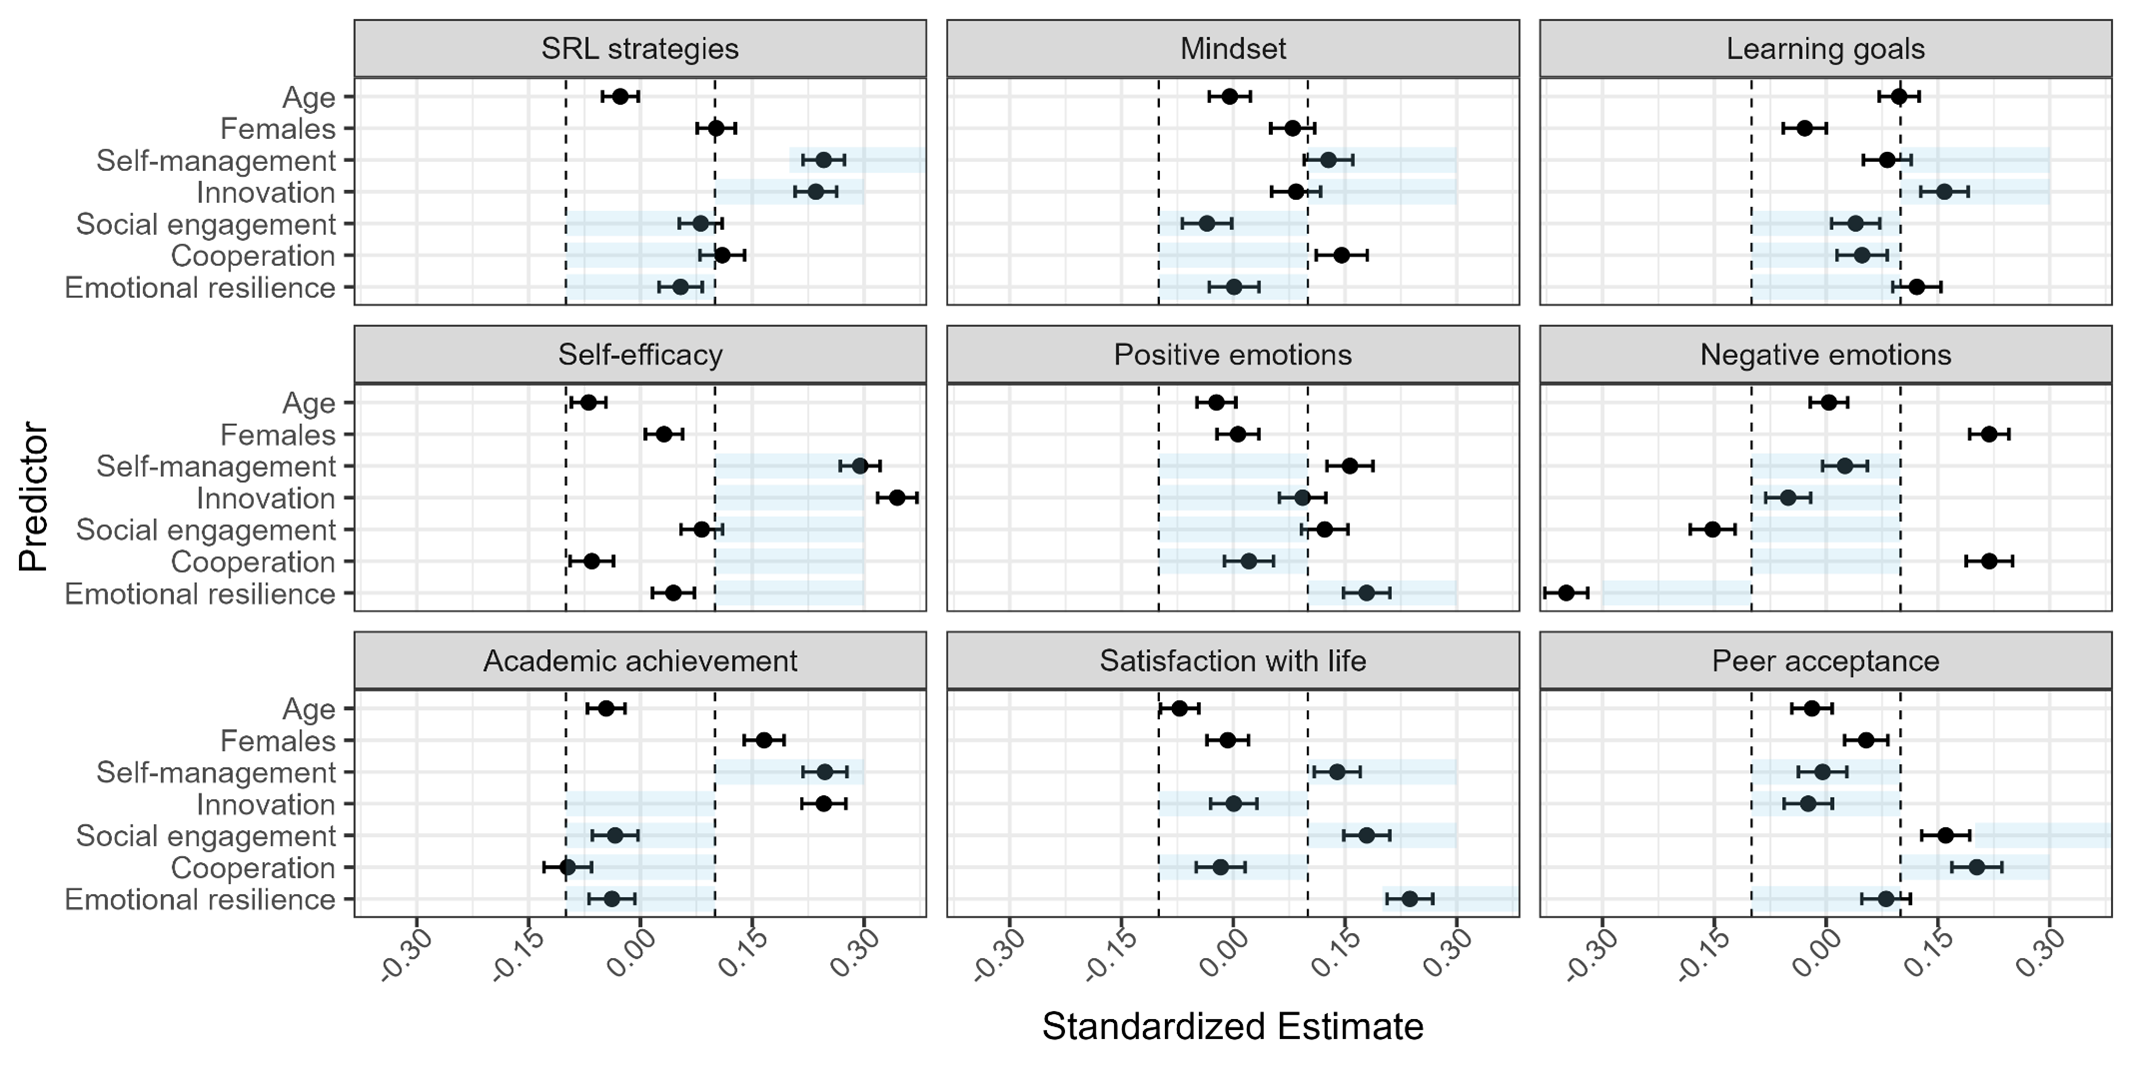 SRL strategies
Mindset
Learning goals
Age
Females
Self-management
Innovation
Social engagement
Cooperation
Emotional resilience
Self-efficacy
Positive emotions
Negative emotions
Age
Females
Self-management
Innovation
Social engagement
Cooperation
Emotional resilience
Predictor
Academic achievement
Satisfaction with life
Peer acceptance
Age
Females
Self-management
Innovation
Social engagement
Cooperation
Emotional resilience
-0.30 -0.15 0.00 0.15 0.30
-0.30 -0.15 0.00 0.15 0.30
-0.30 -0.15 0.00 0.15 0.30
Standardized Estimate